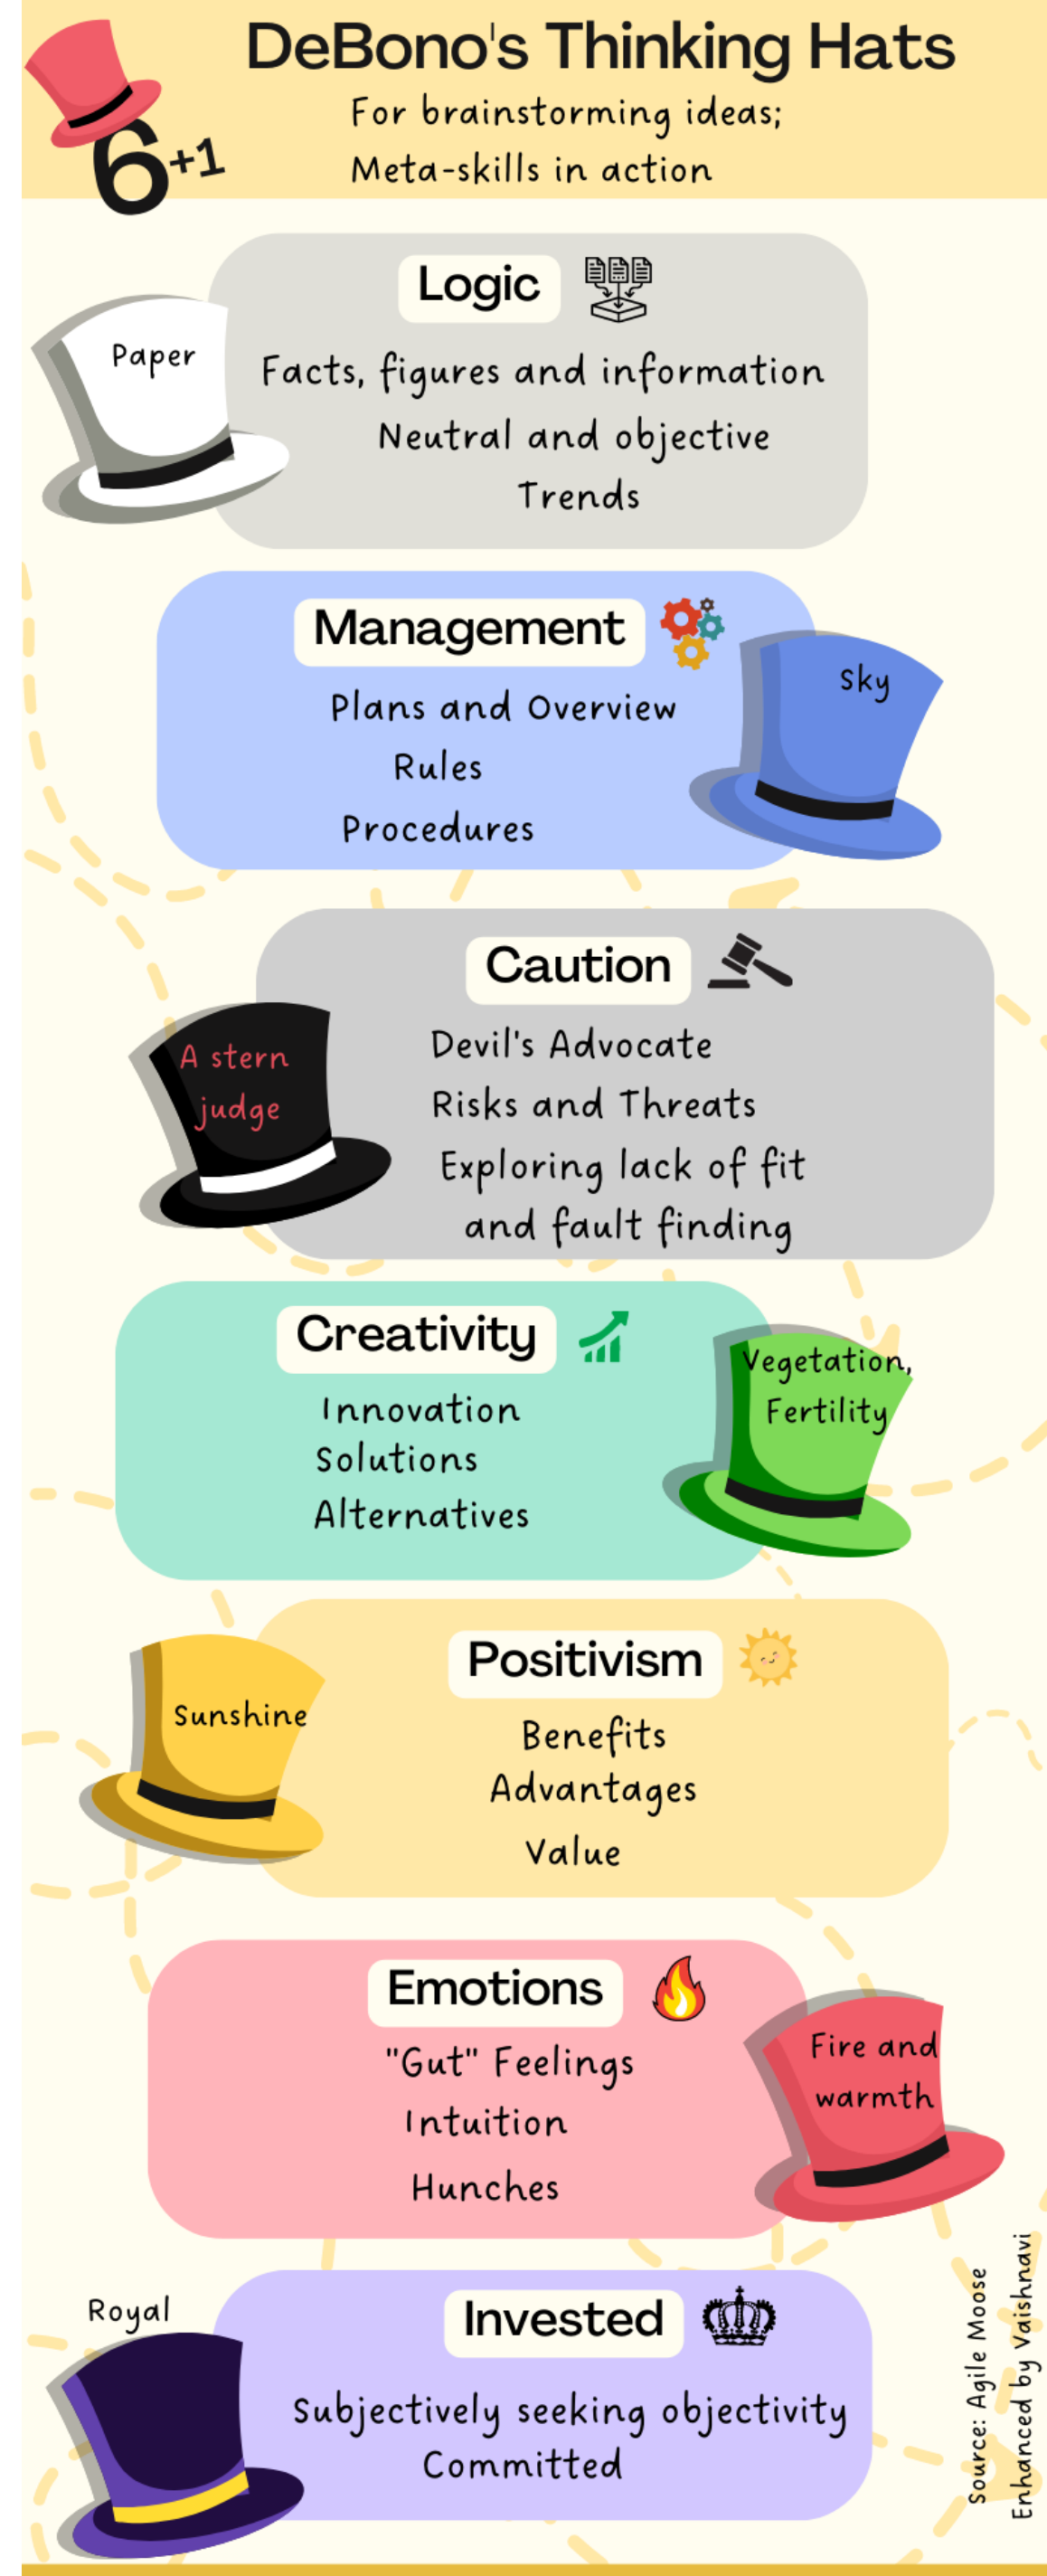 DeBono's Thinking Hats
For brainstorming ideas;
Meta-skills in action
6+1
Logic
Paper
Facts, figures and information
Neutral and objective
Trends
Management
Sky
Plans and Overview
Rules
Procedures
Caution
A stern
judge
Devil's Advocate
Risks and Threats
Exploring lack of fit
and fault finding
Creativity
Vegetation,
Fertility
Innovation
Solutions
Alternatives
Positivism
Sunshine
Benefits
Advantages
Value
Emotions
Fire and
warmth
"Gut" Feelings
Intuition
Hunches
Royal
Invested
Subjectively seeking objectivity
Committed
Source: Agile Moose
Enhanced by Vaishnavi